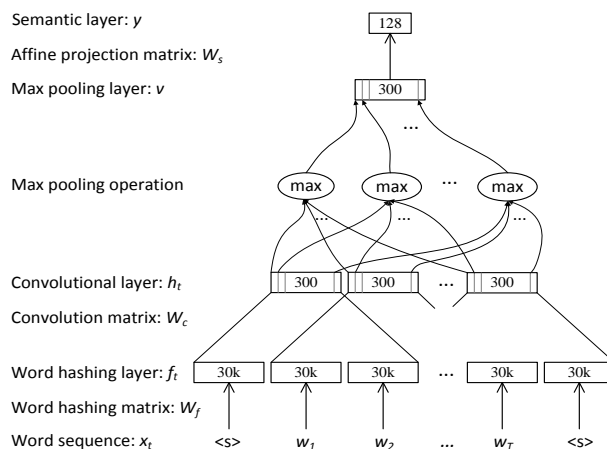 Semantic layer: y 128
Affine projection matrix: Ws
Max pooling layer: v 300
...
Max pooling operation max max ... max
... ... ...
Convolutional layer: ht 300 300 ... 300
Convolution matrix: Wc
Word hashing layer: ft 30k 30k 30k ... 30k 30k
Word hashing matrix: Wf
Word sequence: xt <s> w1 w2 ... wT <s>